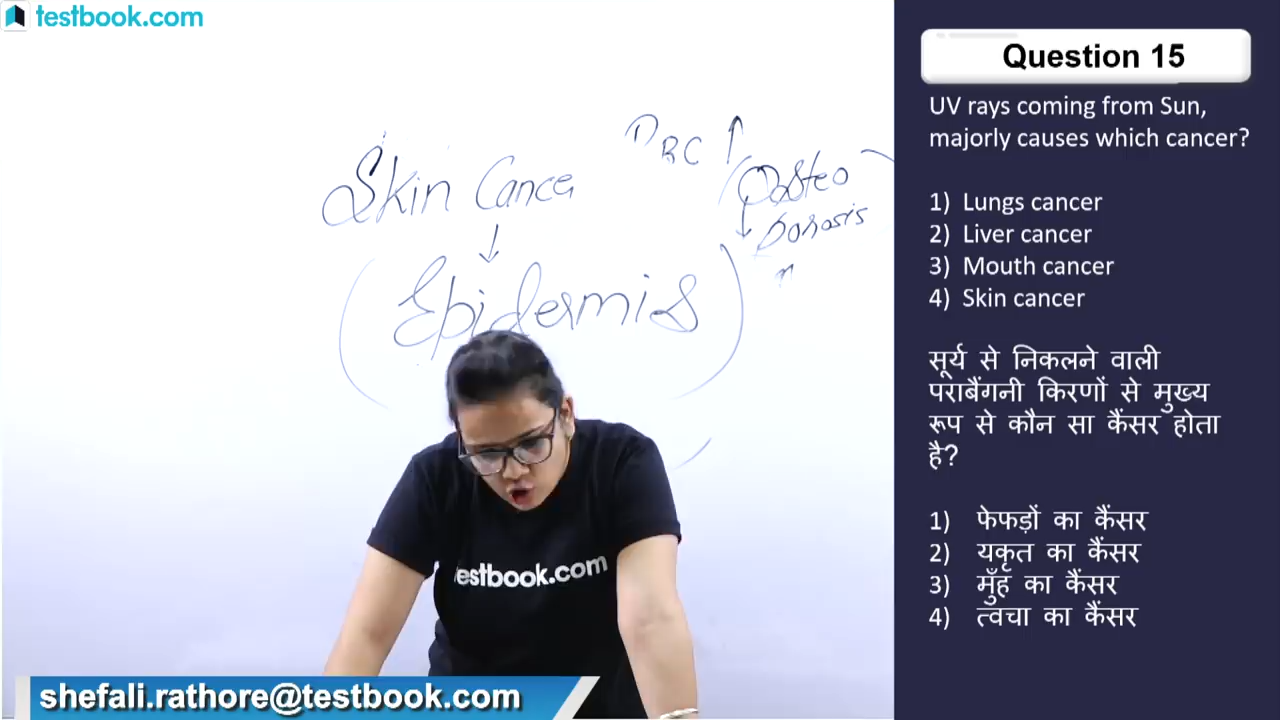 testbook.com
Skin Cancer
RBC
Osteo
porosis
Epidermis
testbook.com
shefali.rathore@testbook.com
Question 15
UV rays coming from Sun,
majorly causes which cancer?
1) Lungs cancer
2) Liver cancer
3) Mouth cancer
4) Skin cancer
सूर्य से निकलने वाली
पराबैंगनी किरणों से मुख्य
रूप से कौन सा कैंसर होता
है?
1) फेफड़ों का कैंसर
2) यकृत का कैंसर
3) मुँह का कैंसर
4) त्वचा का कैंसर